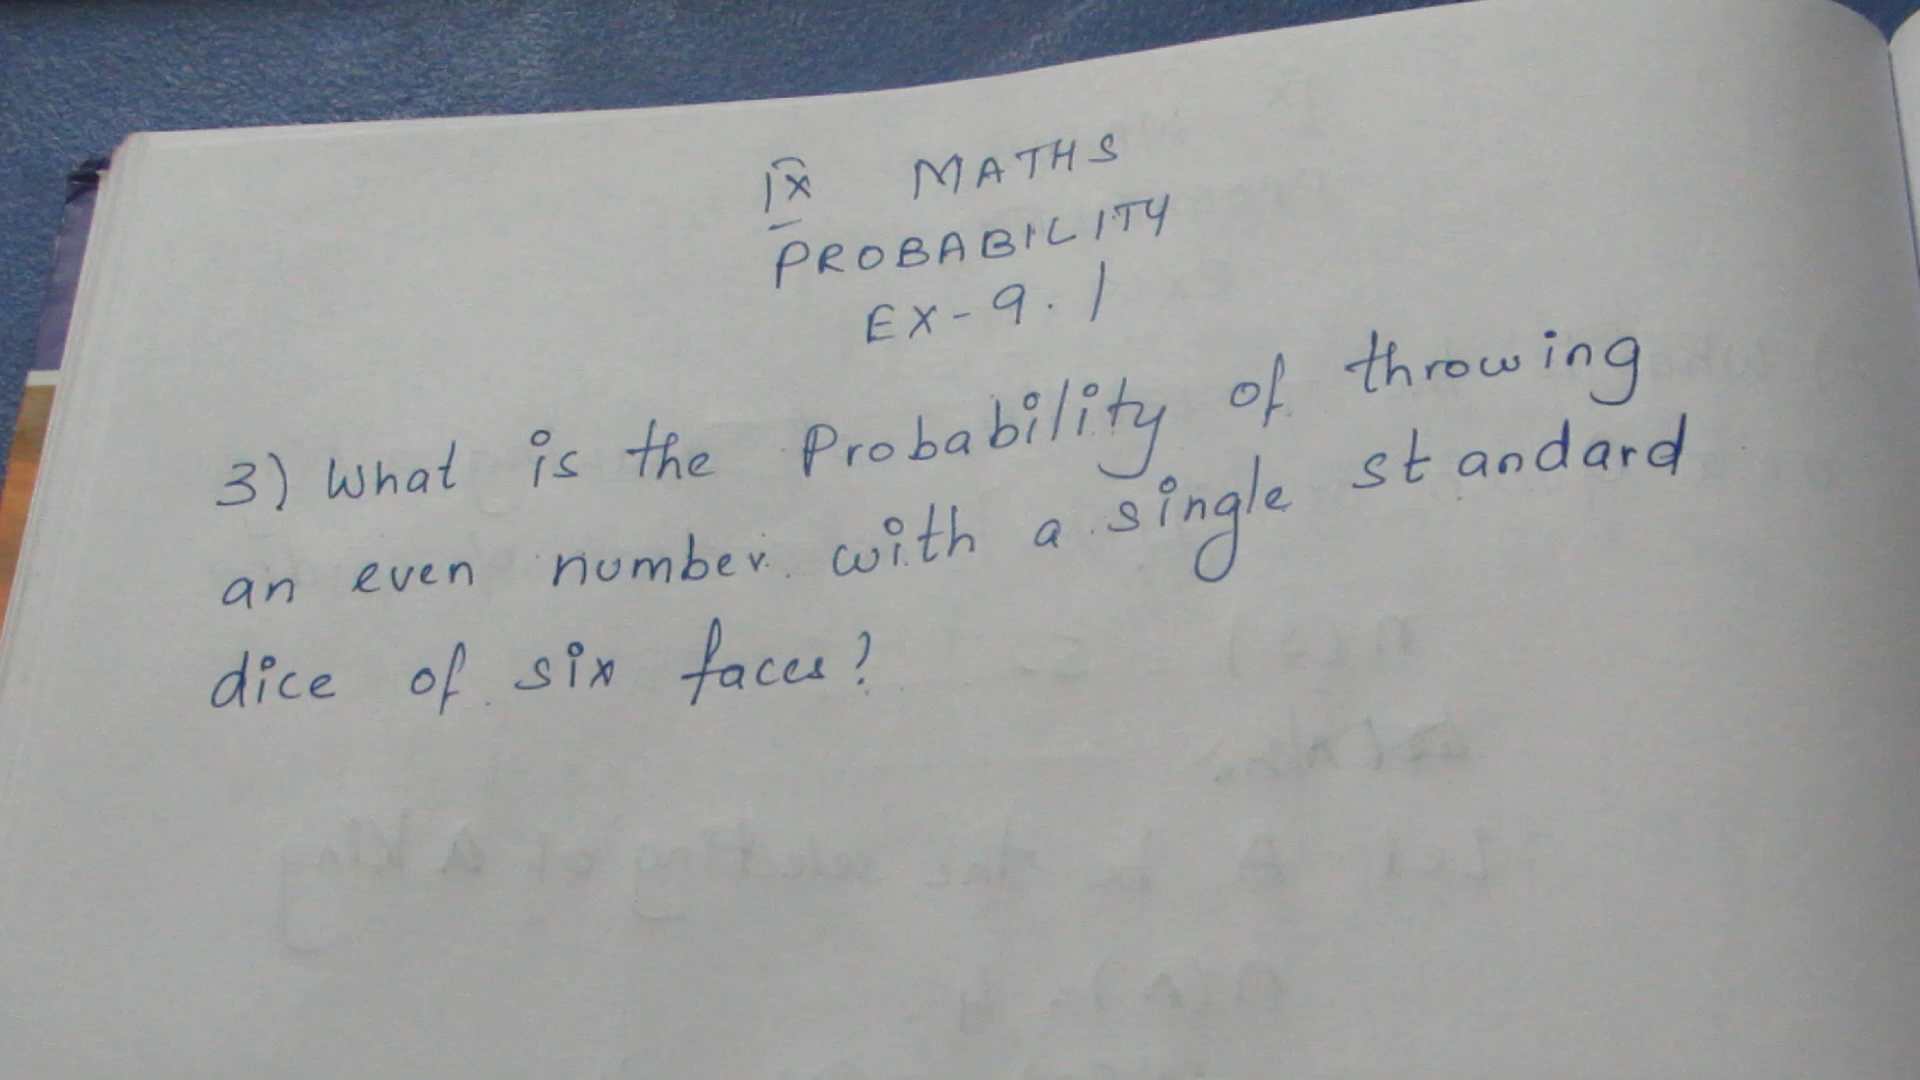 IX MATHS
PROBABILITY
EX-9.1
3) What is the Probability of throwing
an even number with a single standard
dice of six faces?